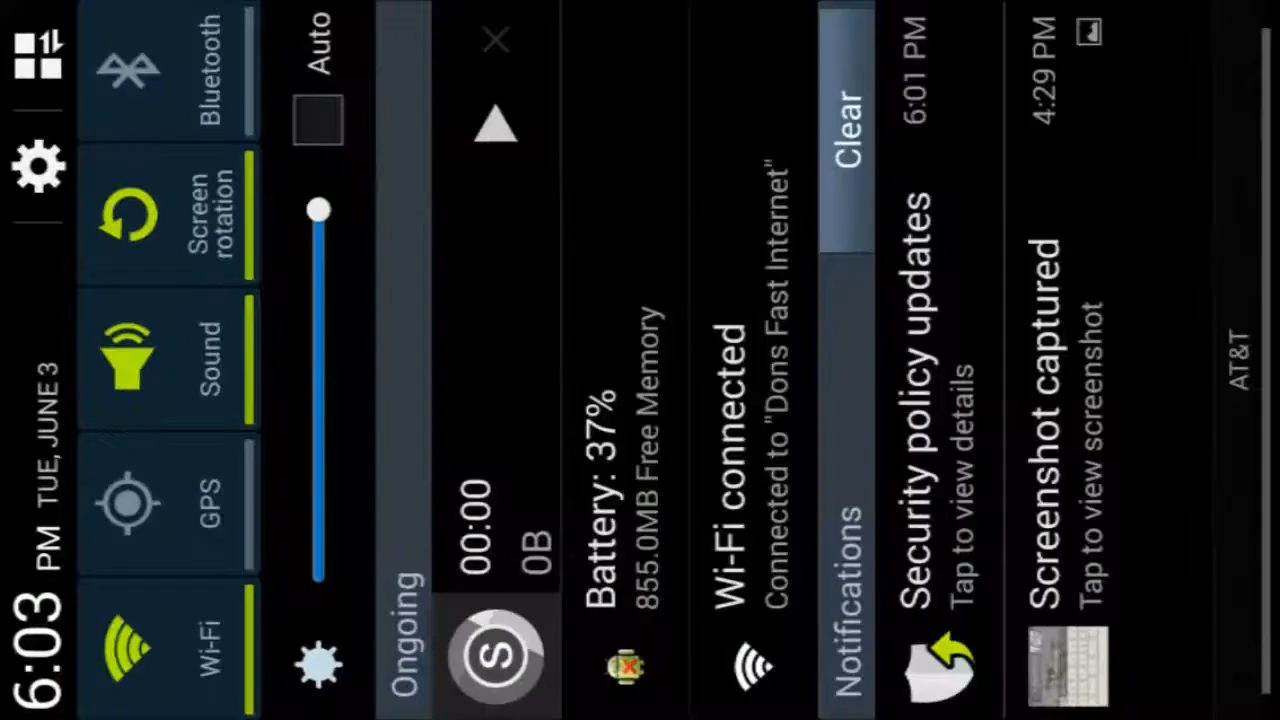 6:03 PM TUE, JUNE 3
Wi-Fi
GPS
Sound
Screen rotation
Bluetooth
Auto
Ongoing
S
00:00
0B
Battery: 37%
855.0MB Free Memory
Wi-Fi connected
Connected to "Dons Fast Internet"
Notifications
Clear
Security policy updates 6:01 PM
Tap to view details
Screenshot captured 4:29 PM
Tap to view screenshot
AT&T